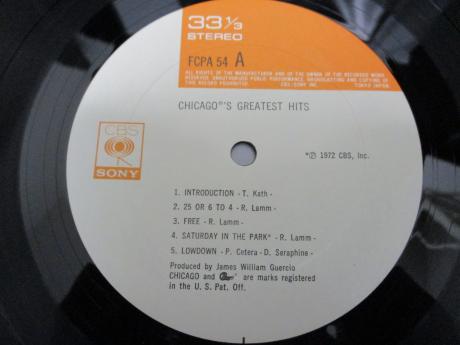 33 1/3
STEREO
FCPA 54 A
ALL RIGHTS OF THE MANUFACTURER AND OF THE OWNER OF THE RECORDED WORK
RESERVED. UNAUTHORIZED PUBLIC PERFORMANCE, BROADCASTING AND COPYING OF
THIS RECORD PROHIBITED. CBS/SONY INC. TOKYO JAPAN
CHICAGO®'S GREATEST HITS
CBS
SONY
*Ⓟ 1972 CBS, Inc.
1. INTRODUCTION - T. Kath -
2. 25 OR 6 TO 4 - R. Lamm -
3. FREE - R. Lamm -
4. SATURDAY IN THE PARK* - R. Lamm -
5. LOWDOWN - P. Cetera - D. Seraphine -
Produced by James William Guercio
CHICAGO and Chicago are marks registered
in the U. S. Pat. Off.